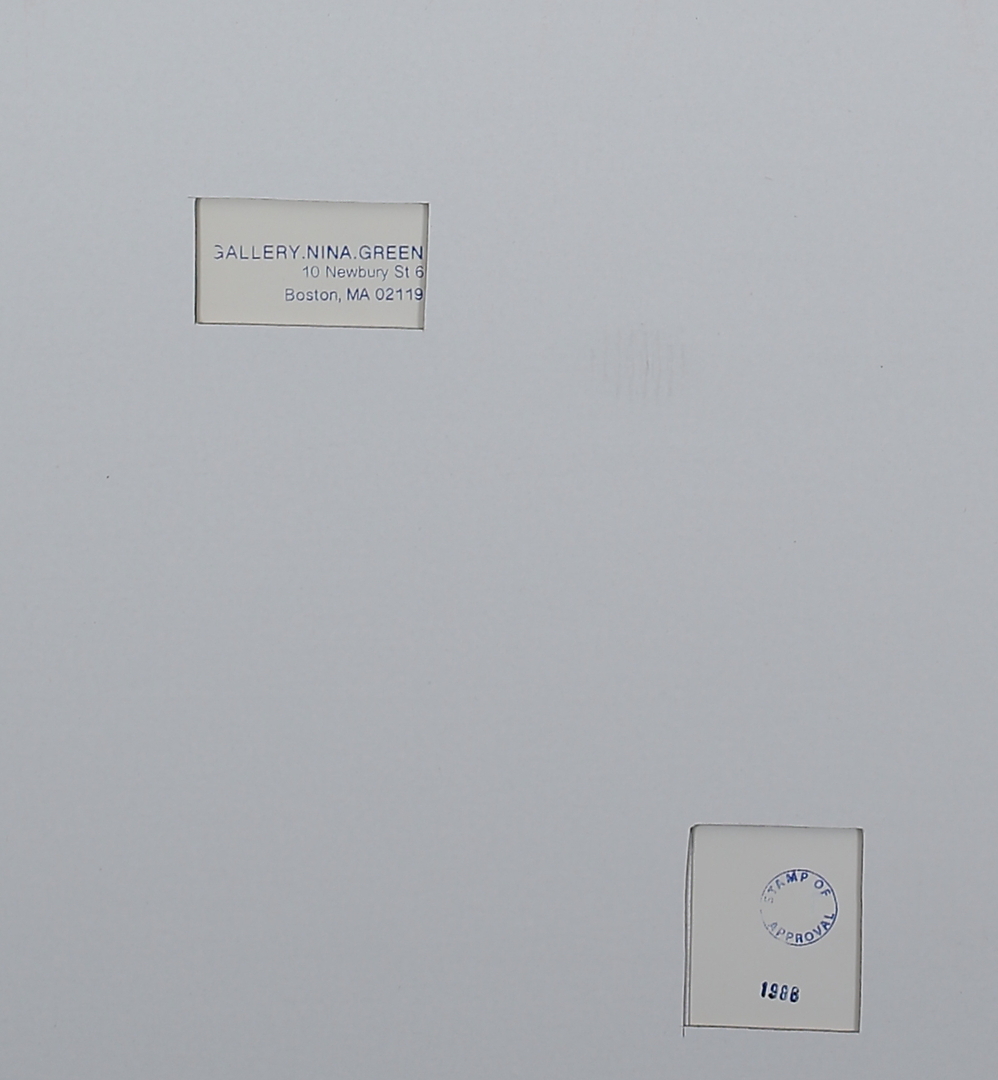 GALLERY.NINA.GREEN
10 Newbury St 6
Boston, MA 02119
STAMP OF
APPROVAL
1988